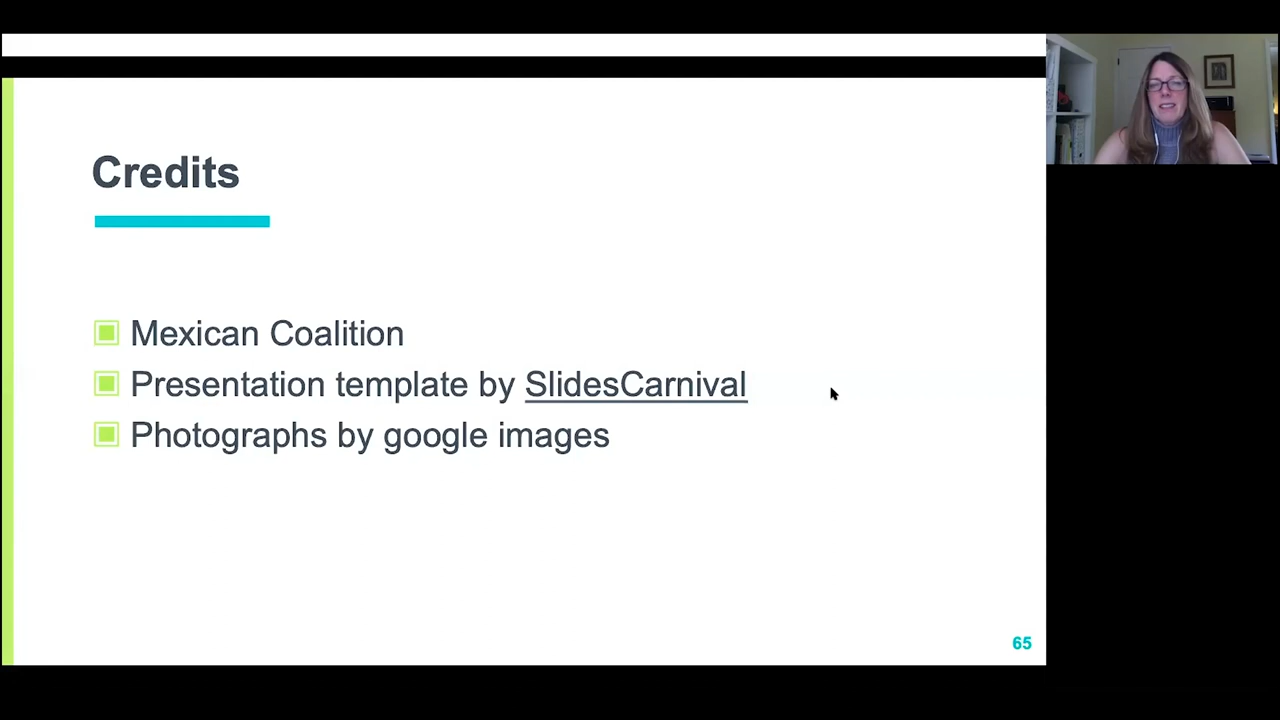 Credits
Mexican Coalition
Presentation template by SlidesCarnival
Photographs by google images
65